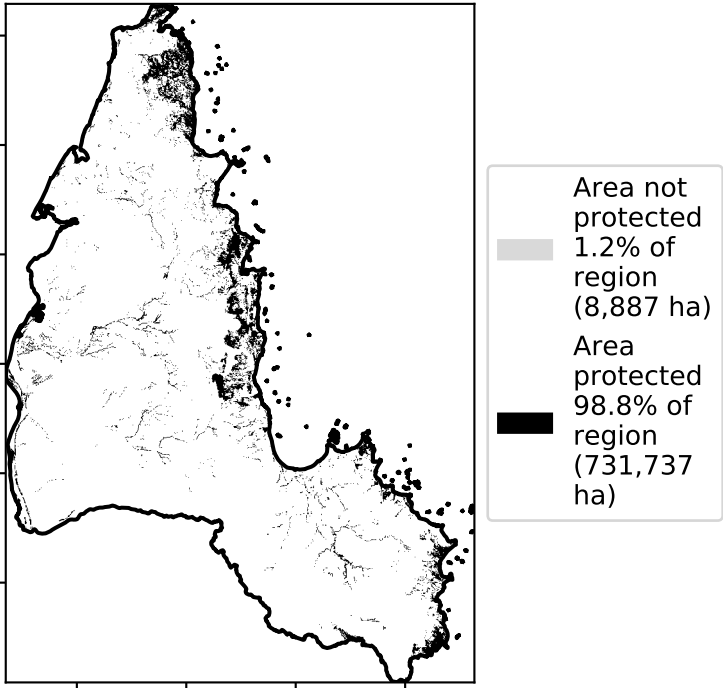 Area not
protected
1.2% of
region
(8,887 ha)
Area
protected
98.8% of
region
(731,737
ha)